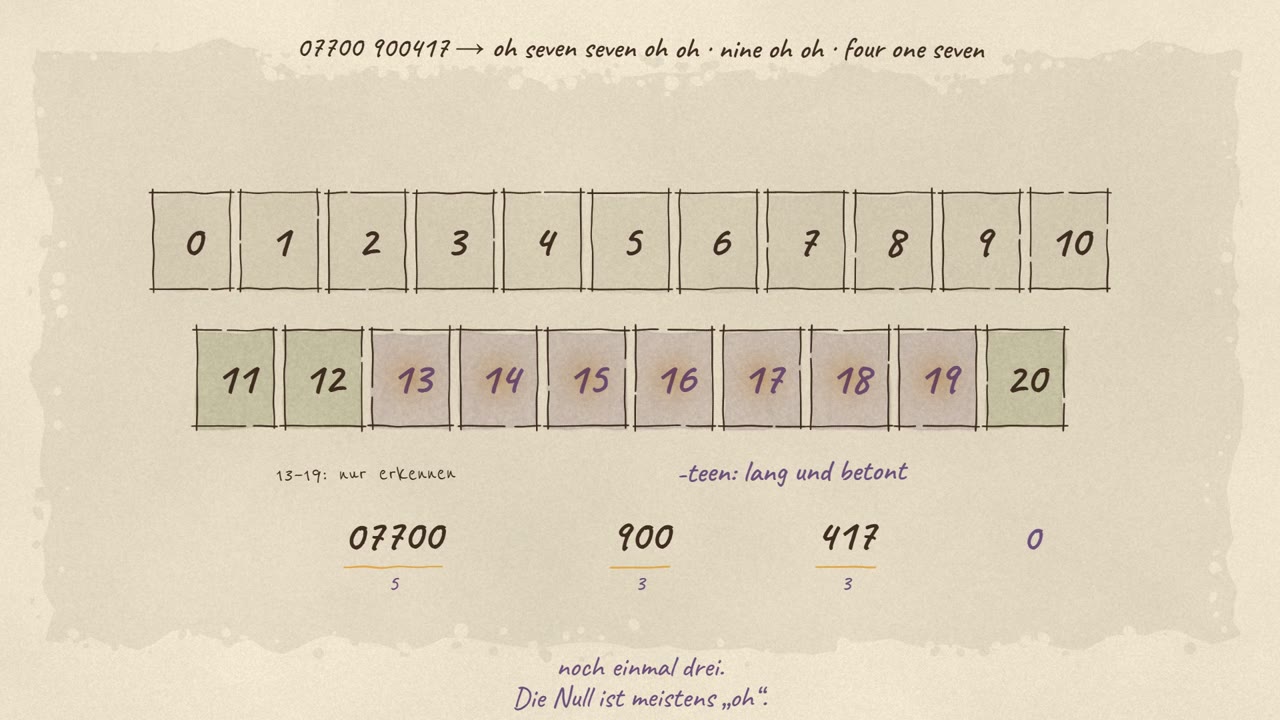 07700 900417 → oh seven seven oh oh · nine oh oh · four one seven
0 1 2 3 4 5 6 7 8 9 10
11 12 13 14 15 16 17 18 19 20
13–19: nur erkennen
-teen: lang und betont
07700 900 417 0
5 3 3
noch einmal drei.
Die Null ist meistens „oh“.